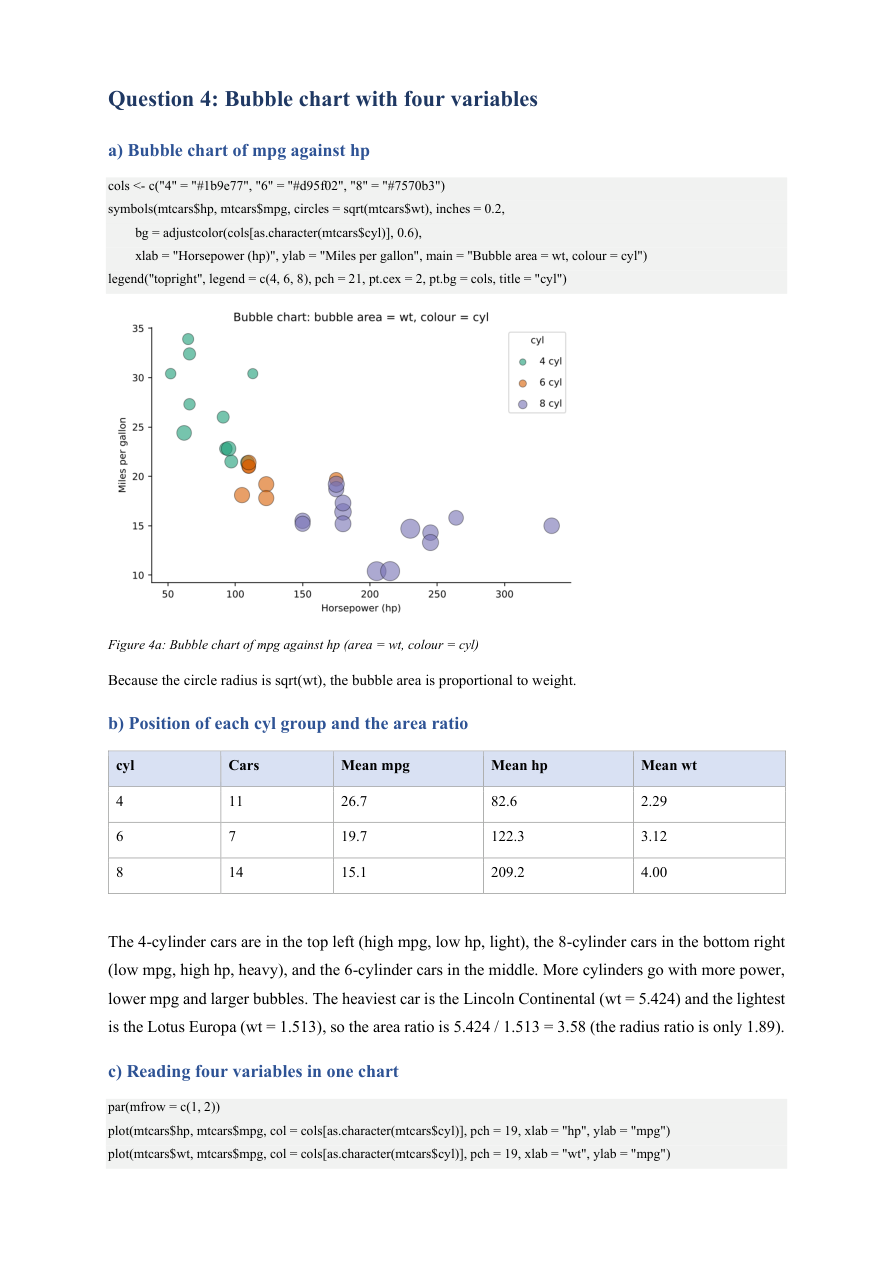 Question 4: Bubble chart with four variables
a) Bubble chart of mpg against hp
cols <- c("4" = "#1b9e77", "6" = "#d95f02", "8" = "#7570b3")
symbols(mtcars$hp, mtcars$mpg, circles = sqrt(mtcars$wt), inches = 0.2,
bg = adjustcolor(cols[as.character(mtcars$cyl)], 0.6),
xlab = "Horsepower (hp)", ylab = "Miles per gallon", main = "Bubble area = wt, colour = cyl")
legend("topright", legend = c(4, 6, 8), pch = 21, pt.cex = 2, pt.bg = cols, title = "cyl")
Bubble chart: bubble area = wt, colour = cyl
35
30
25
20
15
10
Miles per gallon
cyl
4 cyl
6 cyl
8 cyl
50 100 150 200 250 300
Horsepower (hp)
Figure 4a: Bubble chart of mpg against hp (area = wt, colour = cyl)
Because the circle radius is sqrt(wt), the bubble area is proportional to weight.
b) Position of each cyl group and the area ratio
cyl Cars Mean mpg Mean hp Mean wt
4 11 26.7 82.6 2.29
6 7 19.7 122.3 3.12
8 14 15.1 209.2 4.00
The 4-cylinder cars are in the top left (high mpg, low hp, light), the 8-cylinder cars in the bottom right
(low mpg, high hp, heavy), and the 6-cylinder cars in the middle. More cylinders go with more power,
lower mpg and larger bubbles. The heaviest car is the Lincoln Continental (wt = 5.424) and the lightest
is the Lotus Europa (wt = 1.513), so the area ratio is 5.424 / 1.513 = 3.58 (the radius ratio is only 1.89).
c) Reading four variables in one chart
par(mfrow = c(1, 2))
plot(mtcars$hp, mtcars$mpg, col = cols[as.character(mtcars$cyl)], pch = 19, xlab = "hp", ylab = "mpg")
plot(mtcars$wt, mtcars$mpg, col = cols[as.character(mtcars$cyl)], pch = 19, xlab = "wt", ylab = "mpg")